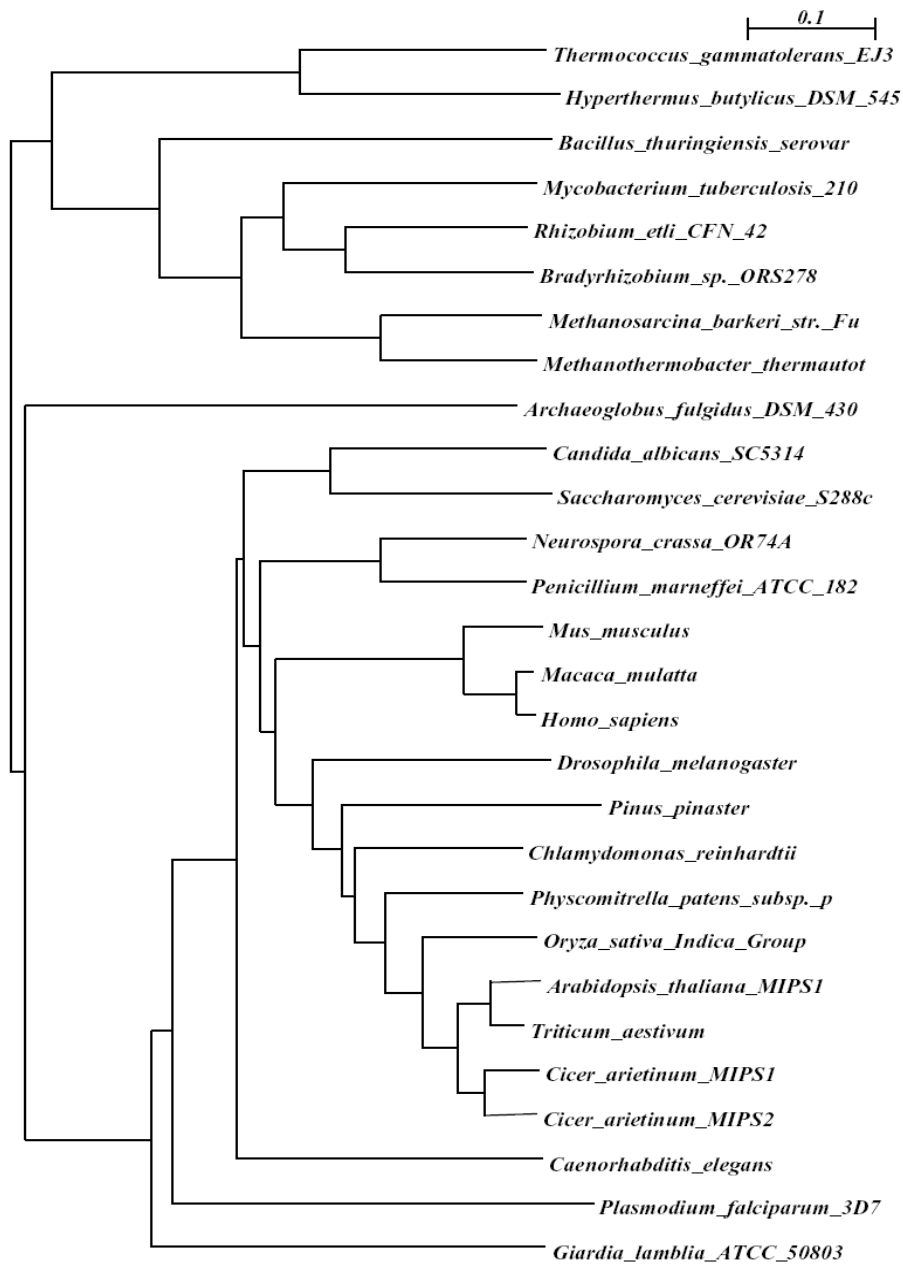 0.1
Thermococcus_gammatolerans_EJ3
Hyperthermus_butylicus_DSM_545
Bacillus_thuringiensis_serovar
Mycobacterium_tuberculosis_210
Rhizobium_etli_CFN_42
Bradyrhizobium_sp._ORS278
Methanosarcina_barkeri_str._Fu
Methanothermobacter_thermautot
Archaeoglobus_fulgidus_DSM_430
Candida_albicans_SC5314
Saccharomyces_cerevisiae_S288c
Neurospora_crassa_OR74A
Penicillium_marneffei_ATCC_182
Mus_musculus
Macaca_mulatta
Homo_sapiens
Drosophila_melanogaster
Pinus_pinaster
Chlamydomonas_reinhardtii
Physcomitrella_patens_subsp._p
Oryza_sativa_Indica_Group
Arabidopsis_thaliana_MIPS1
Triticum_aestivum
Cicer_arietinum_MIPS1
Cicer_arietinum_MIPS2
Caenorhabditis_elegans
Plasmodium_falciparum_3D7
Giardia_lamblia_ATCC_50803